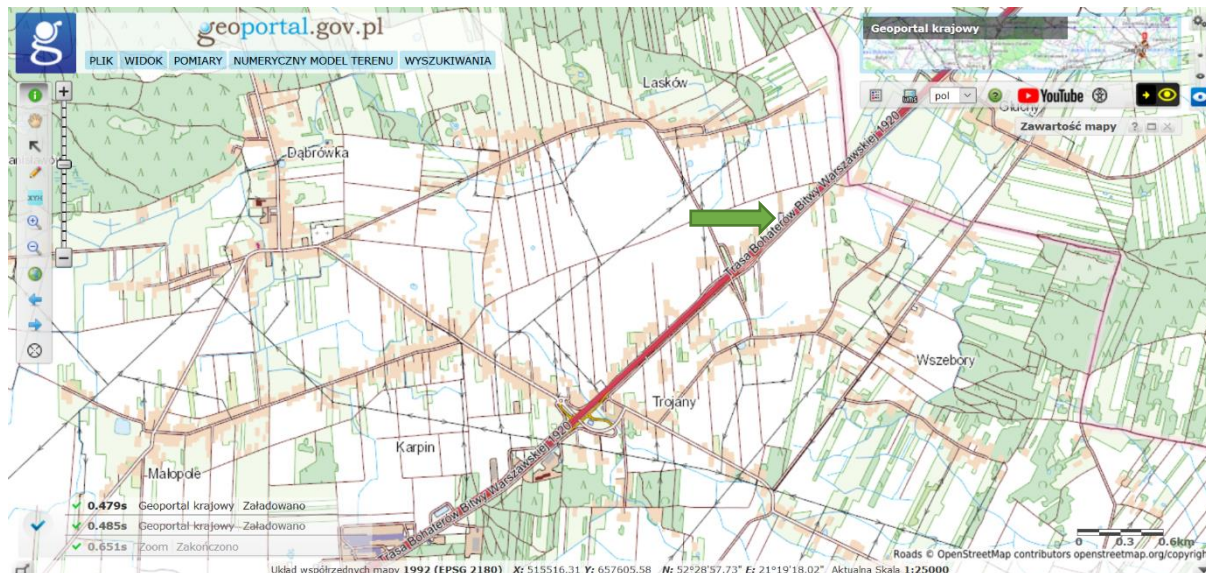 geoportal.gov.pl
PLIK WIDOK POMIARY NUMERYCZNY MODEL TERENU WYSZUKIWANIA
Geoportal krajowy
pol
YouTube
Zawartość mapy
XYH
Lasków
Dąbrówka
Trasa Bohaterów Bitwy Warszawskiej 1920
Wszebory
Trojany
Karpin
Małopole
Trasa Bohaterów Bitwy Warszawskiej 1920
0.479s Geoportal krajowy Załadowano
0.485s Geoportal krajowy Załadowano
0.651s Zoom Zakończono
0 0.3 0.6km
Roads © OpenStreetMap contributors openstreetmap.org/copyright
Układ współrzędnych mapy 1992 (EPSG 2180) X: 515516.31 Y: 657605.58 N: 52°28'57.73" E: 21°19'18.02" Aktualna Skala 1:25000